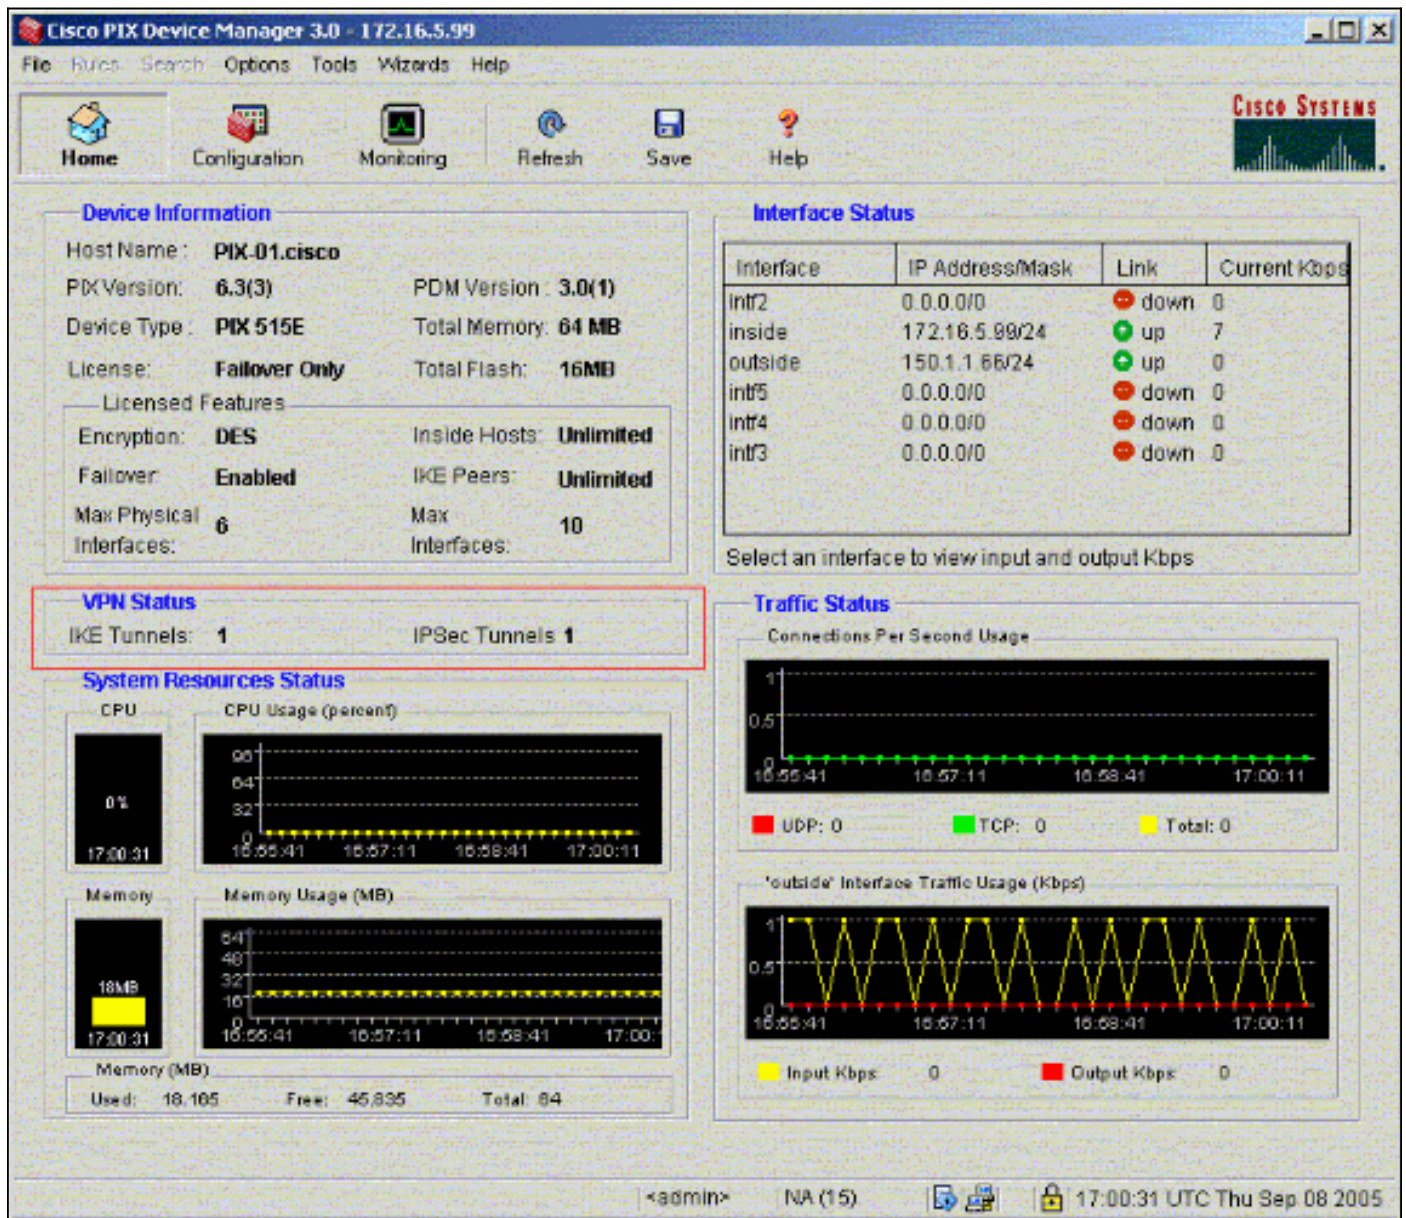 Cisco PIX Device Manager 3.0 - 172.16.5.99
File Rules Search Options Tools Wizards Help
Home Configuration Monitoring Refresh Save Help
CISCO SYSTEMS
Device Information
Host Name : PIX-01.cisco
PIX Version: 6.3(3) PDM Version : 3.0(1)
Device Type : PIX 515E Total Memory: 64 MB
License: Failover Only Total Flash: 16MB
Licensed Features
Encryption: DES Inside Hosts: Unlimited
Failover: Enabled IKE Peers: Unlimited
Max Physical Interfaces: 6 Max Interfaces: 10
Interface Status
Interface IP Address/Mask Link Current Kbps
intf2 0.0.0.0/0 down 0
inside 172.16.5.99/24 up 7
outside 150.1.1.66/24 up 0
intf5 0.0.0.0/0 down 0
intf4 0.0.0.0/0 down 0
intf3 0.0.0.0/0 down 0
Select an interface to view input and output Kbps
VPN Status
IKE Tunnels: 1 IPSec Tunnels 1
System Resources Status
CPU
0%
17:00:31
CPU Usage (percent)
96
64
32
0
16:55:41 16:57:11 16:58:41 17:00:11
Memory
18MB
17:00:31
Memory Usage (MB)
64
48
32
16
0
16:55:41 16:57:11 16:58:41 17:00:
Memory (MB)
Used: 18.165 Free: 45.835 Total: 64
Traffic Status
Connections Per Second Usage
1
0.5
0
16:55:41 16:57:11 16:58:41 17:00:11
UDP: 0 TCP: 0 Total: 0
'outside' Interface Traffic Usage (Kbps)
1
0.5
0
16:55:41 16:57:11 16:58:41 17:00:11
Input Kbps 0 Output Kbps 0
<admin> NA (15) 17:00:31 UTC Thu Sep 08 2005